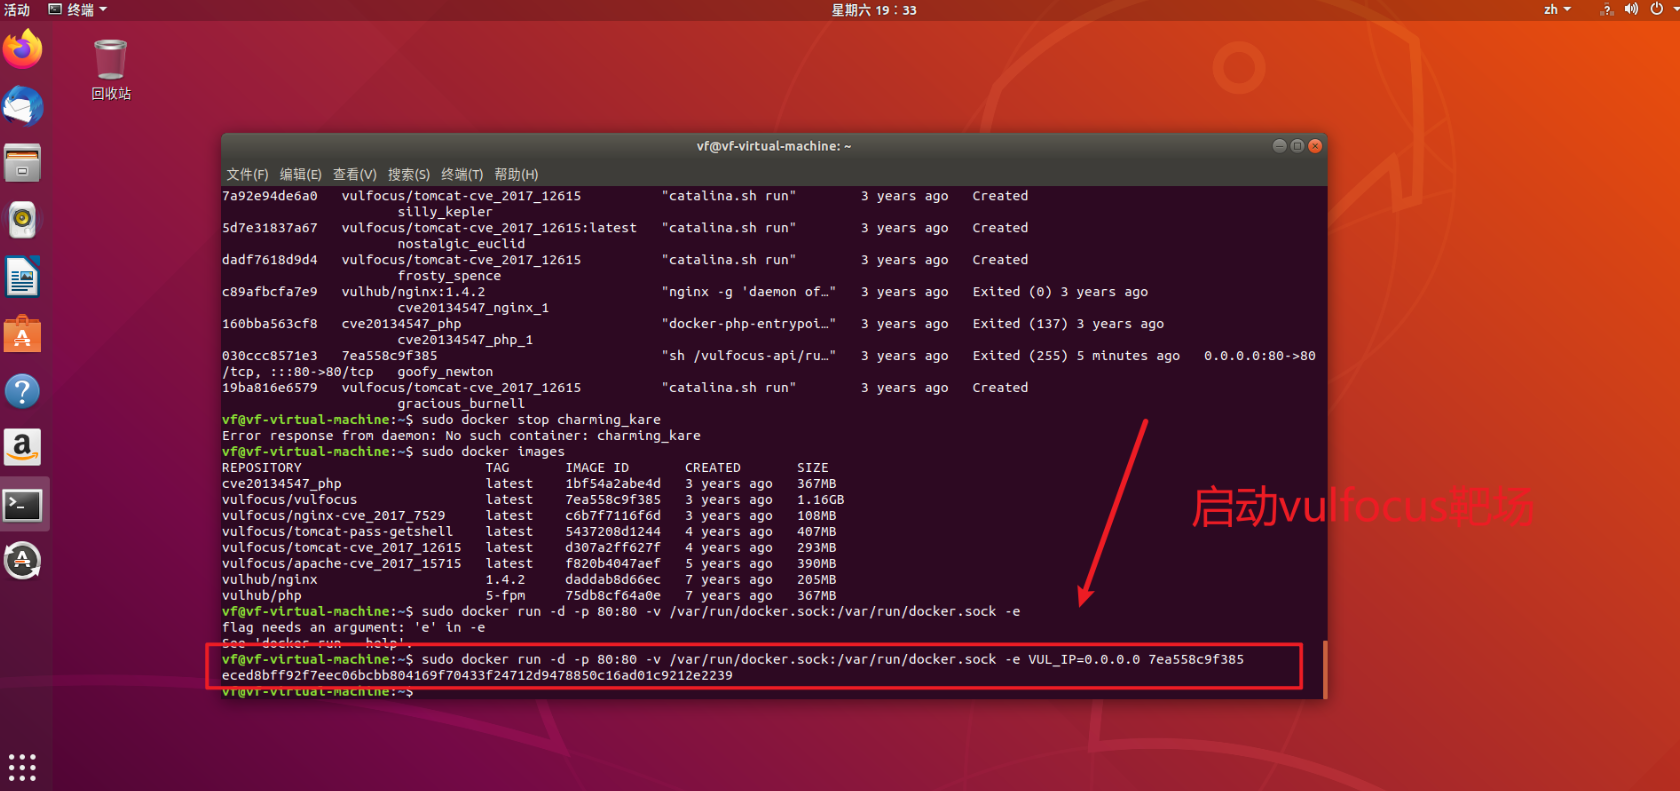 活动 终端 星期六 19：33 zh
回收站
vf@vf-virtual-machine: ~
文件(F) 编辑(E) 查看(V) 搜索(S) 终端(T) 帮助(H)
7a92e94de6a0 vulfocus/tomcat-cve_2017_12615 "catalina.sh run" 3 years ago Created
silly_kepler
5d7e31837a67 vulfocus/tomcat-cve_2017_12615:latest "catalina.sh run" 3 years ago Created
nostalgic_euclid
dadf7618d9d4 vulfocus/tomcat-cve_2017_12615 "catalina.sh run" 3 years ago Created
frosty_spence
c89afbcfa7e9 vulhub/nginx:1.4.2 "nginx -g 'daemon of…" 3 years ago Exited (0) 3 years ago
cve20134547_nginx_1
160bba563cf8 cve20134547_php "docker-php-entrypoi…" 3 years ago Exited (137) 3 years ago
cve20134547_php_1
030ccc8571e3 7ea558c9f385 "sh /vulfocus-api/ru…" 3 years ago Exited (255) 5 minutes ago 0.0.0.0:80->80
/tcp, :::80->80/tcp goofy_newton
19ba816e6579 vulfocus/tomcat-cve_2017_12615 "catalina.sh run" 3 years ago Created
gracious_burnell
vf@vf-virtual-machine:~$ sudo docker stop charming_kare
Error response from daemon: No such container: charming_kare
vf@vf-virtual-machine:~$ sudo docker images
REPOSITORY TAG IMAGE ID CREATED SIZE
cve20134547_php latest 1bf54a2abe4d 3 years ago 367MB
vulfocus/vulfocus latest 7ea558c9f385 3 years ago 1.16GB
vulfocus/nginx-cve_2017_7529 latest c6b7f7116f6d 3 years ago 108MB
vulfocus/tomcat-pass-getshell latest 5437208d1244 4 years ago 407MB
vulfocus/tomcat-cve_2017_12615 latest d307a2ff627f 4 years ago 293MB
vulfocus/apache-cve_2017_15715 latest f820b4047aef 5 years ago 390MB
vulhub/nginx 1.4.2 daddab8d66ec 7 years ago 205MB
vulhub/php 5-fpm 75db8cf64a0e 7 years ago 367MB
vf@vf-virtual-machine:~$ sudo docker run -d -p 80:80 -v /var/run/docker.sock:/var/run/docker.sock -e
flag needs an argument: 'e' in -e
See 'docker run --help'.
vf@vf-virtual-machine:~$ sudo docker run -d -p 80:80 -v /var/run/docker.sock:/var/run/docker.sock -e VUL_IP=0.0.0.0 7ea558c9f385
eced8bff92f7eec06bcbb804169f70433f24712d9478850c16ad01c9212e2239
vf@vf-virtual-machine:~$
启动vulfocus靶场